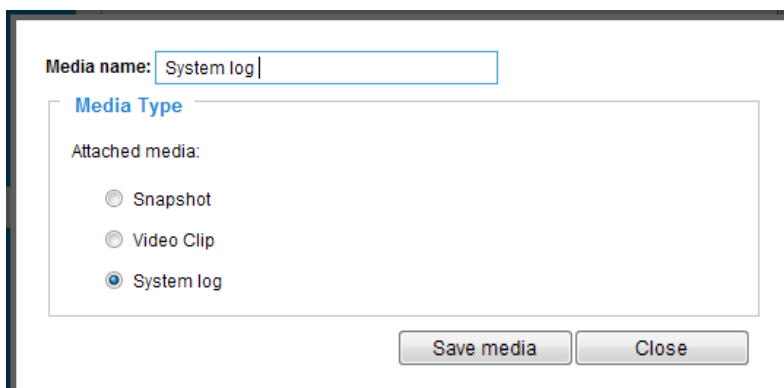 Media name: System log
Media Type
Attached media:
Snapshot
Video Clip
System log
Save media Close